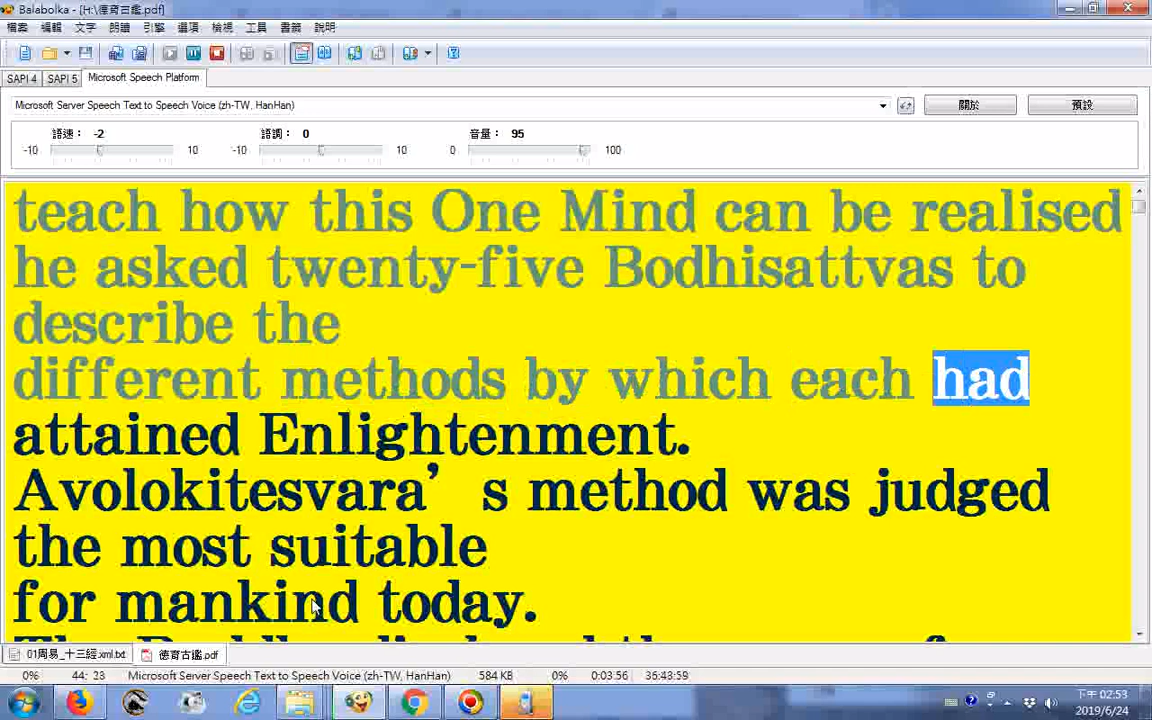 Balabolka - [H:\德育古鑑.pdf]
檔案 編輯 文字 朗讀 引擎 選項 檢視 工具 書籤 說明
SAPI 4 SAPI 5 Microsoft Speech Platform
Microsoft Server Speech Text to Speech Voice (zh-TW, HanHan) 關於 預設
語速： -2 語調： 0 音量： 95
-10 10 -10 10 0 100
teach how this One Mind can be realised
he asked twenty-five Bodhisattvas to
describe the
different methods by which each had
attained Enlightenment.
Avolokitesvara’s method was judged
the most suitable
for mankind today.
01周易_十三經.xml.txt 德育古鑑.pdf
0% 44: 23 Microsoft Server Speech Text to Speech Voice (zh-TW, HanHan) 584 KB 0% 0:03:56 36:43:59
下午 02:53
2019/6/24